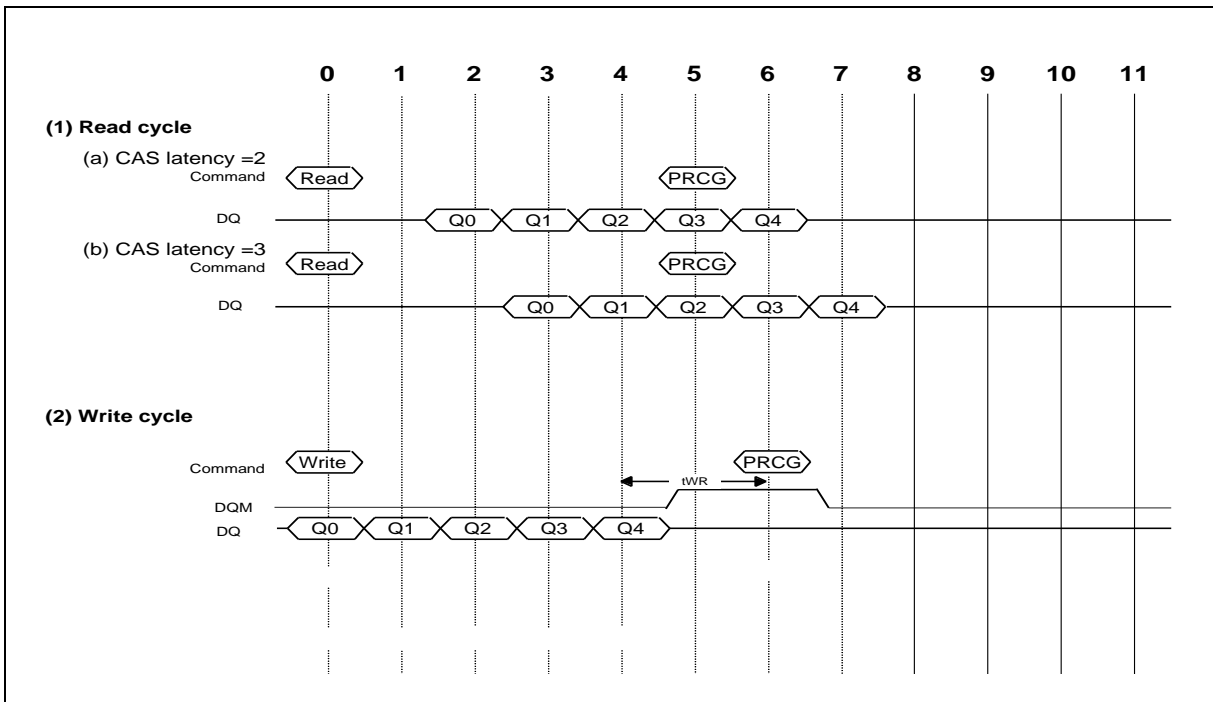 0 1 2 3 4 5 6 7 8 9 10 11
(1) Read cycle
(a) CAS latency =2
Command Read PRCG
DQ Q0 Q1 Q2 Q3 Q4
(b) CAS latency =3
Command Read PRCG
DQ Q0 Q1 Q2 Q3 Q4
(2) Write cycle
Command Write PRCG
tWR
DQM
DQ Q0 Q1 Q2 Q3 Q4